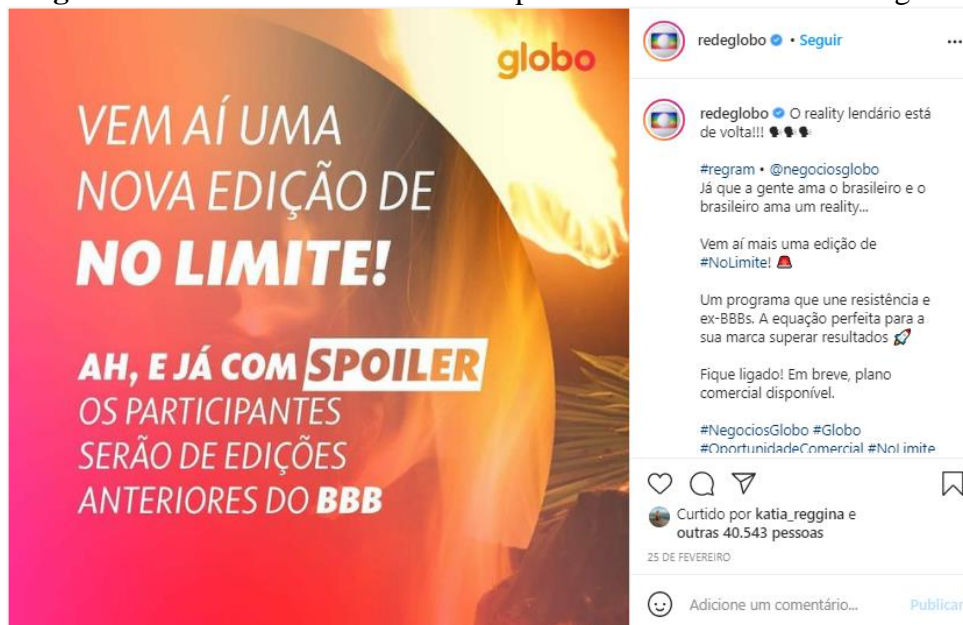 globo
VEM AÍ UMA
NOVA EDIÇÃO DE
NO LIMITE!
AH, E JÁ COM SPOILER
OS PARTICIPANTES
SERÃO DE EDIÇÕES
ANTERIORES DO BBB
redeglobo • Seguir
redeglobo O reality lendário está
de volta!!!
#regram • @negociosglobo
Já que a gente ama o brasileiro e o
brasileiro ama um reality...
Vem aí mais uma edição de
#NoLimite!
Um programa que une resistência e
ex-BBBs. A equação perfeita para a
sua marca superar resultados
Fique ligado! Em breve, plano
comercial disponível.
#NegociosGlobo #Globo
#OportunidadeComercial #NoLimite
Curtido por katia_reggina e
outras 40.543 pessoas
25 DE FEVEREIRO
Adicione um comentário... Publicar